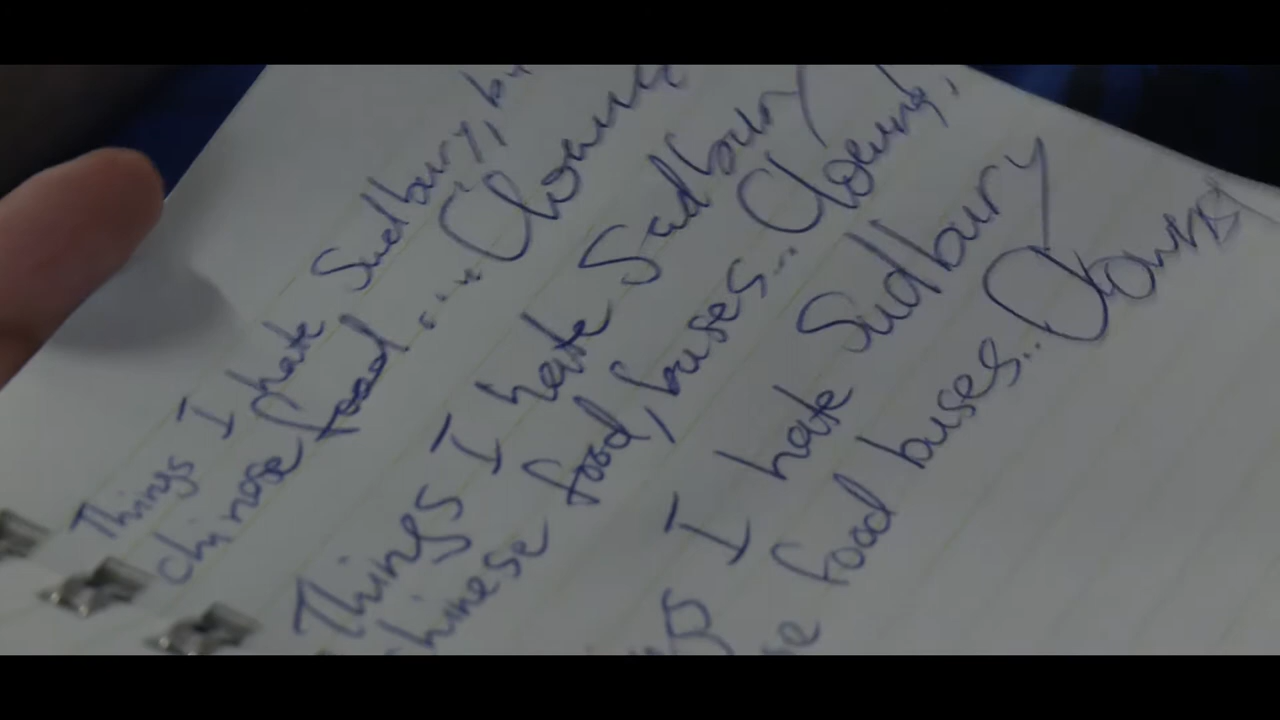 Things I hate Sudbury,
chinese food.... Clowns
Things I hate Sudbury
chinese food, buses... Clowns,
I hate Sudbury
food buses... Clowns